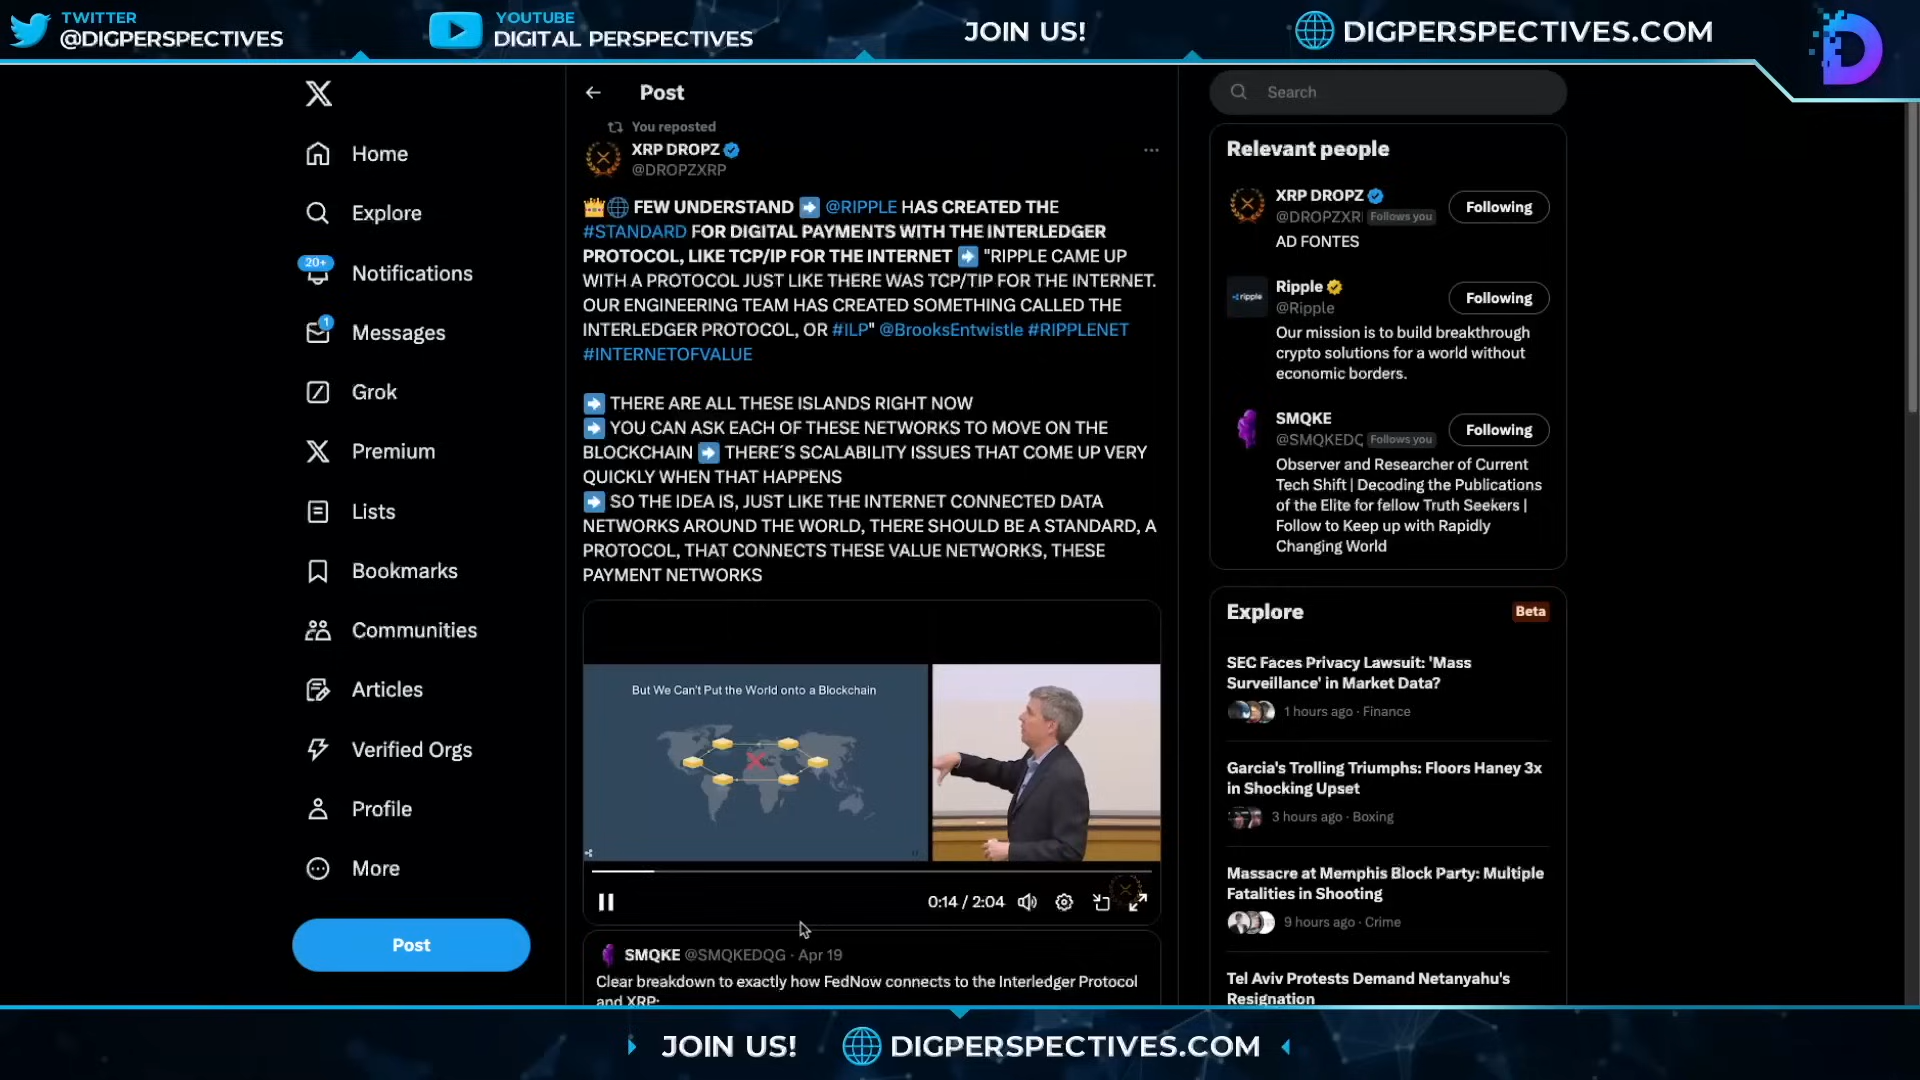 TWITTER
@DIGPERSPECTIVES
YOUTUBE
DIGITAL PERSPECTIVES
JOIN US!
DIGPERSPECTIVES.COM
Home
Explore
20+
Notifications
1
Messages
Grok
Premium
Lists
Bookmarks
Communities
Articles
Verified Orgs
Profile
More
Post
Post
You reposted
XRP DROPZ
@DROPZXRP
FEW UNDERSTAND ➡ @RIPPLE HAS CREATED THE
#STANDARD FOR DIGITAL PAYMENTS WITH THE INTERLEDGER
PROTOCOL, LIKE TCP/IP FOR THE INTERNET ➡ "RIPPLE CAME UP
WITH A PROTOCOL JUST LIKE THERE WAS TCP/TIP FOR THE INTERNET.
OUR ENGINEERING TEAM HAS CREATED SOMETHING CALLED THE
INTERLEDGER PROTOCOL, OR #ILP" @BrooksEntwistle #RIPPLENET
#INTERNETOFVALUE
➡ THERE ARE ALL THESE ISLANDS RIGHT NOW
➡ YOU CAN ASK EACH OF THESE NETWORKS TO MOVE ON THE
BLOCKCHAIN ➡ THERE´S SCALABILITY ISSUES THAT COME UP VERY
QUICKLY WHEN THAT HAPPENS
➡ SO THE IDEA IS, JUST LIKE THE INTERNET CONNECTED DATA
NETWORKS AROUND THE WORLD, THERE SHOULD BE A STANDARD, A
PROTOCOL, THAT CONNECTS THESE VALUE NETWORKS, THESE
PAYMENT NETWORKS
But We Can't Put the World onto a Blockchain
0:14 / 2:04
SMQKE @SMQKEDQG · Apr 19
Clear breakdown to exactly how FedNow connects to the Interledger Protocol
and XRP:
Search
Relevant people
XRP DROPZ
@DROPZXR Follows you
Following
AD FONTES
Ripple
@Ripple
Following
ripple
Our mission is to build breakthrough
crypto solutions for a world without
economic borders.
SMQKE
@SMQKEDQ Follows you
Following
Observer and Researcher of Current
Tech Shift | Decoding the Publications
of the Elite for fellow Truth Seekers |
Follow to Keep up with Rapidly
Changing World
Explore
Beta
SEC Faces Privacy Lawsuit: 'Mass
Surveillance' in Market Data?
1 hours ago · Finance
Garcia's Trolling Triumphs: Floors Haney 3x
in Shocking Upset
3 hours ago · Boxing
Massacre at Memphis Block Party: Multiple
Fatalities in Shooting
9 hours ago · Crime
Tel Aviv Protests Demand Netanyahu's
Resignation
JOIN US!
DIGPERSPECTIVES.COM